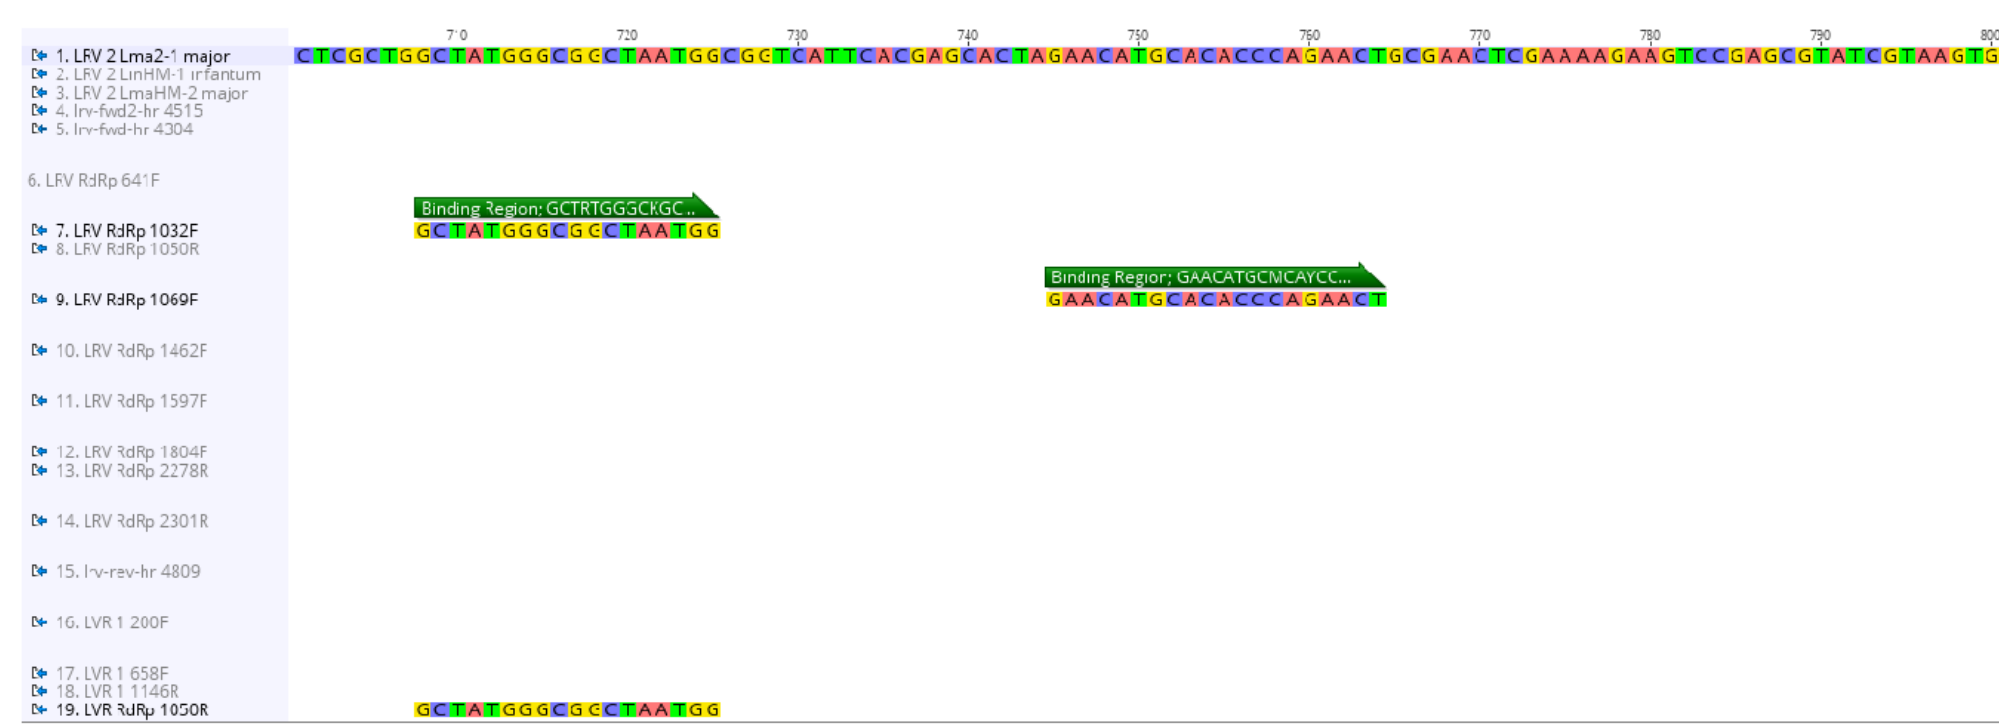 710 720 730 740 750 760 770 780 790 800
1. LRV 2 Lma2-1 major CTCGCTGGCTATGGGCGGCTAATGGCGGTCATTCACGAGCACTAGAACATGCACACCCAGAACTGCGAACTCGAAAAGAAGTCCGAGCGTATCGTAAGTG
2. LRV 2 LinHM-1 infantum
3. LRV 2 LmaHM-2 major
4. lrv-fwd2-hr 4515
5. lrv-fwd-hr 4304
6. LRV RdRp 641F
Binding Region; GCTRTGGGCKGC ..
7. LRV RdRp 1032F GCTATGGGCGGCTAATGG
8. LRV RdRp 1050R
Binding Region; GAACATGCMCAYCC...
9. LRV RdRp 1069F GAACATGCACACCCAGAACT
10. LRV RdRp 1462F
11. LRV RdRp 1597F
12. LRV RdRp 1804F
13. LRV RdRp 2278R
14. LRV RdRp 2301R
15. lrv-rev-hr 4809
16. LVR 1 200F
17. LVR 1 658F
18. LVR 1 1146R
19. LVR RdRp 1050R GCTATGGGCGGCTAATGG